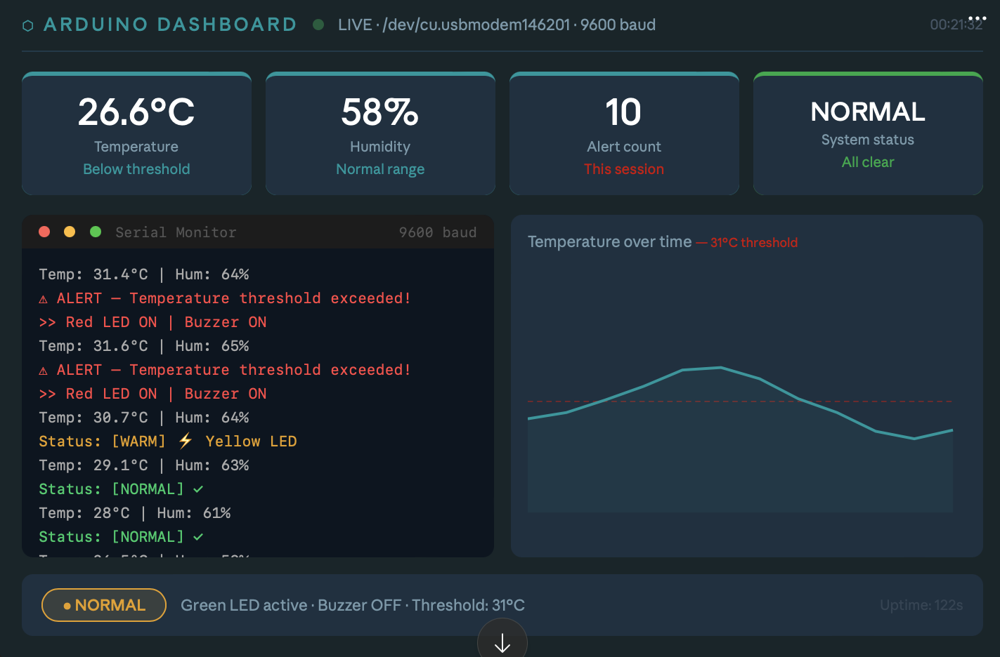 ARDUINO DASHBOARD
LIVE · /dev/cu.usbmodem146201 · 9600 baud
00:21:32
26.6°C
Temperature
Below threshold
58%
Humidity
Normal range
10
Alert count
This session
NORMAL
System status
All clear
Serial Monitor
9600 baud
Temp: 31.4°C | Hum: 64%
⚠ ALERT — Temperature threshold exceeded!
>> Red LED ON | Buzzer ON
Temp: 31.6°C | Hum: 65%
⚠ ALERT — Temperature threshold exceeded!
>> Red LED ON | Buzzer ON
Temp: 30.7°C | Hum: 64%
Status: [WARM] ⚡ Yellow LED
Temp: 29.1°C | Hum: 63%
Status: [NORMAL] ✓
Temp: 28°C | Hum: 61%
Status: [NORMAL] ✓
Temperature over time — 31°C threshold
● NORMAL
Green LED active · Buzzer OFF · Threshold: 31°C
Uptime: 122s